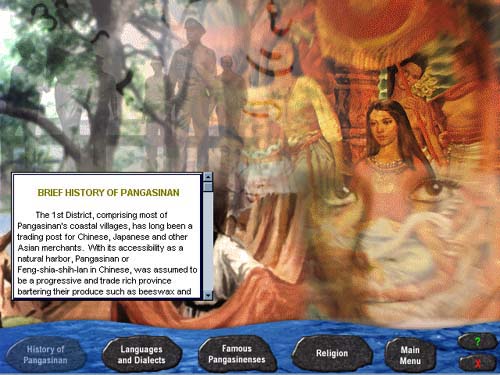 BRIEF HISTORY OF PANGASINAN
The 1st District, comprising most of
Pangasinan's coastal villages, has long been a
trading post for Chinese, Japanese and other
Asian merchants. With its accessibility as a
natural harbor, Pangasinan or
Feng-shia-shih-lan in Chinese, was assumed to
be a progressive and trade rich province
bartering their produce such as beeswax and
History of
Pangasinan
Languages
and Dialects
Famous
Pangasinenses
Religion
Main
Menu
?
X